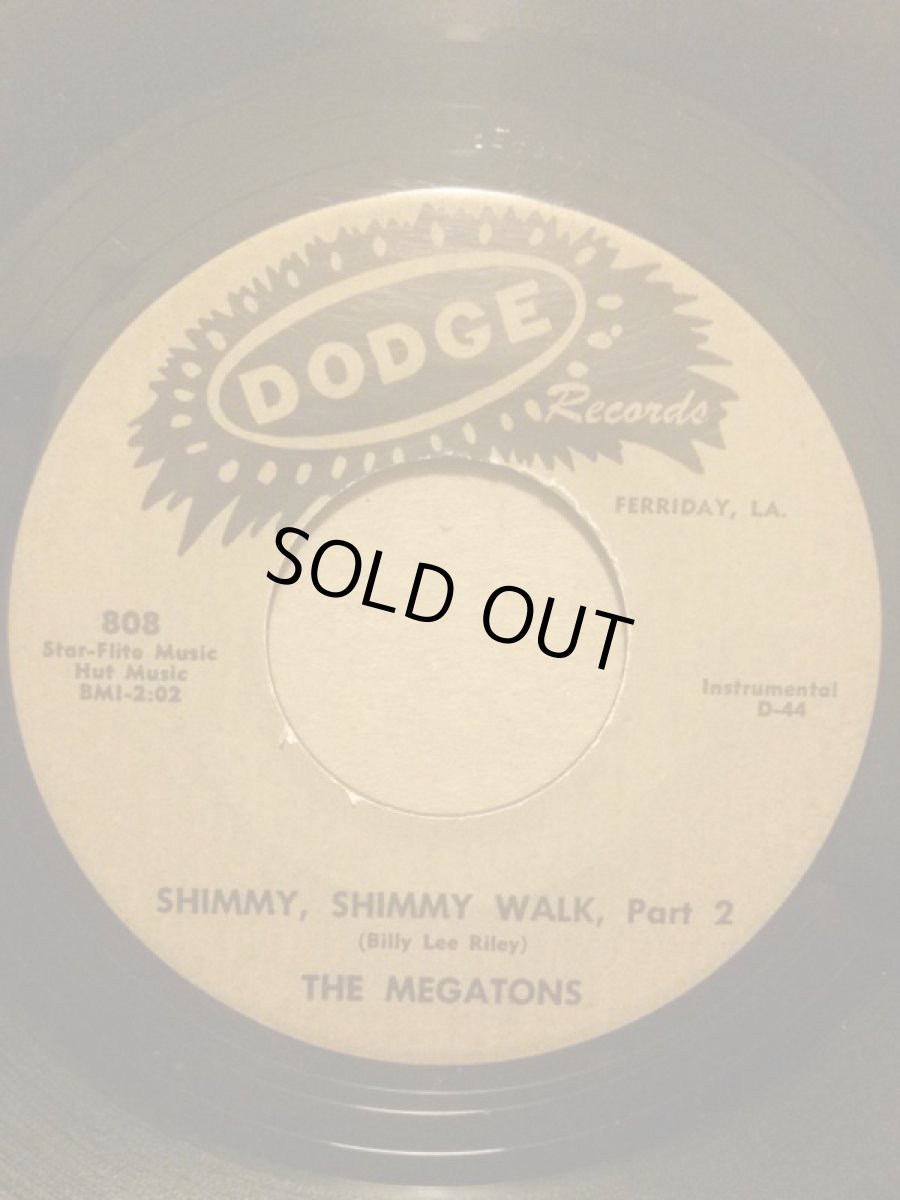 DODGE
Records
FERRIDAY, LA.
SOLD OUT
808
Star-Flite Music
Hut Music
BMI-2:02
Instrumental
D-44
SHIMMY, SHIMMY WALK, Part 2
(Billy Lee Riley)
THE MEGATONS